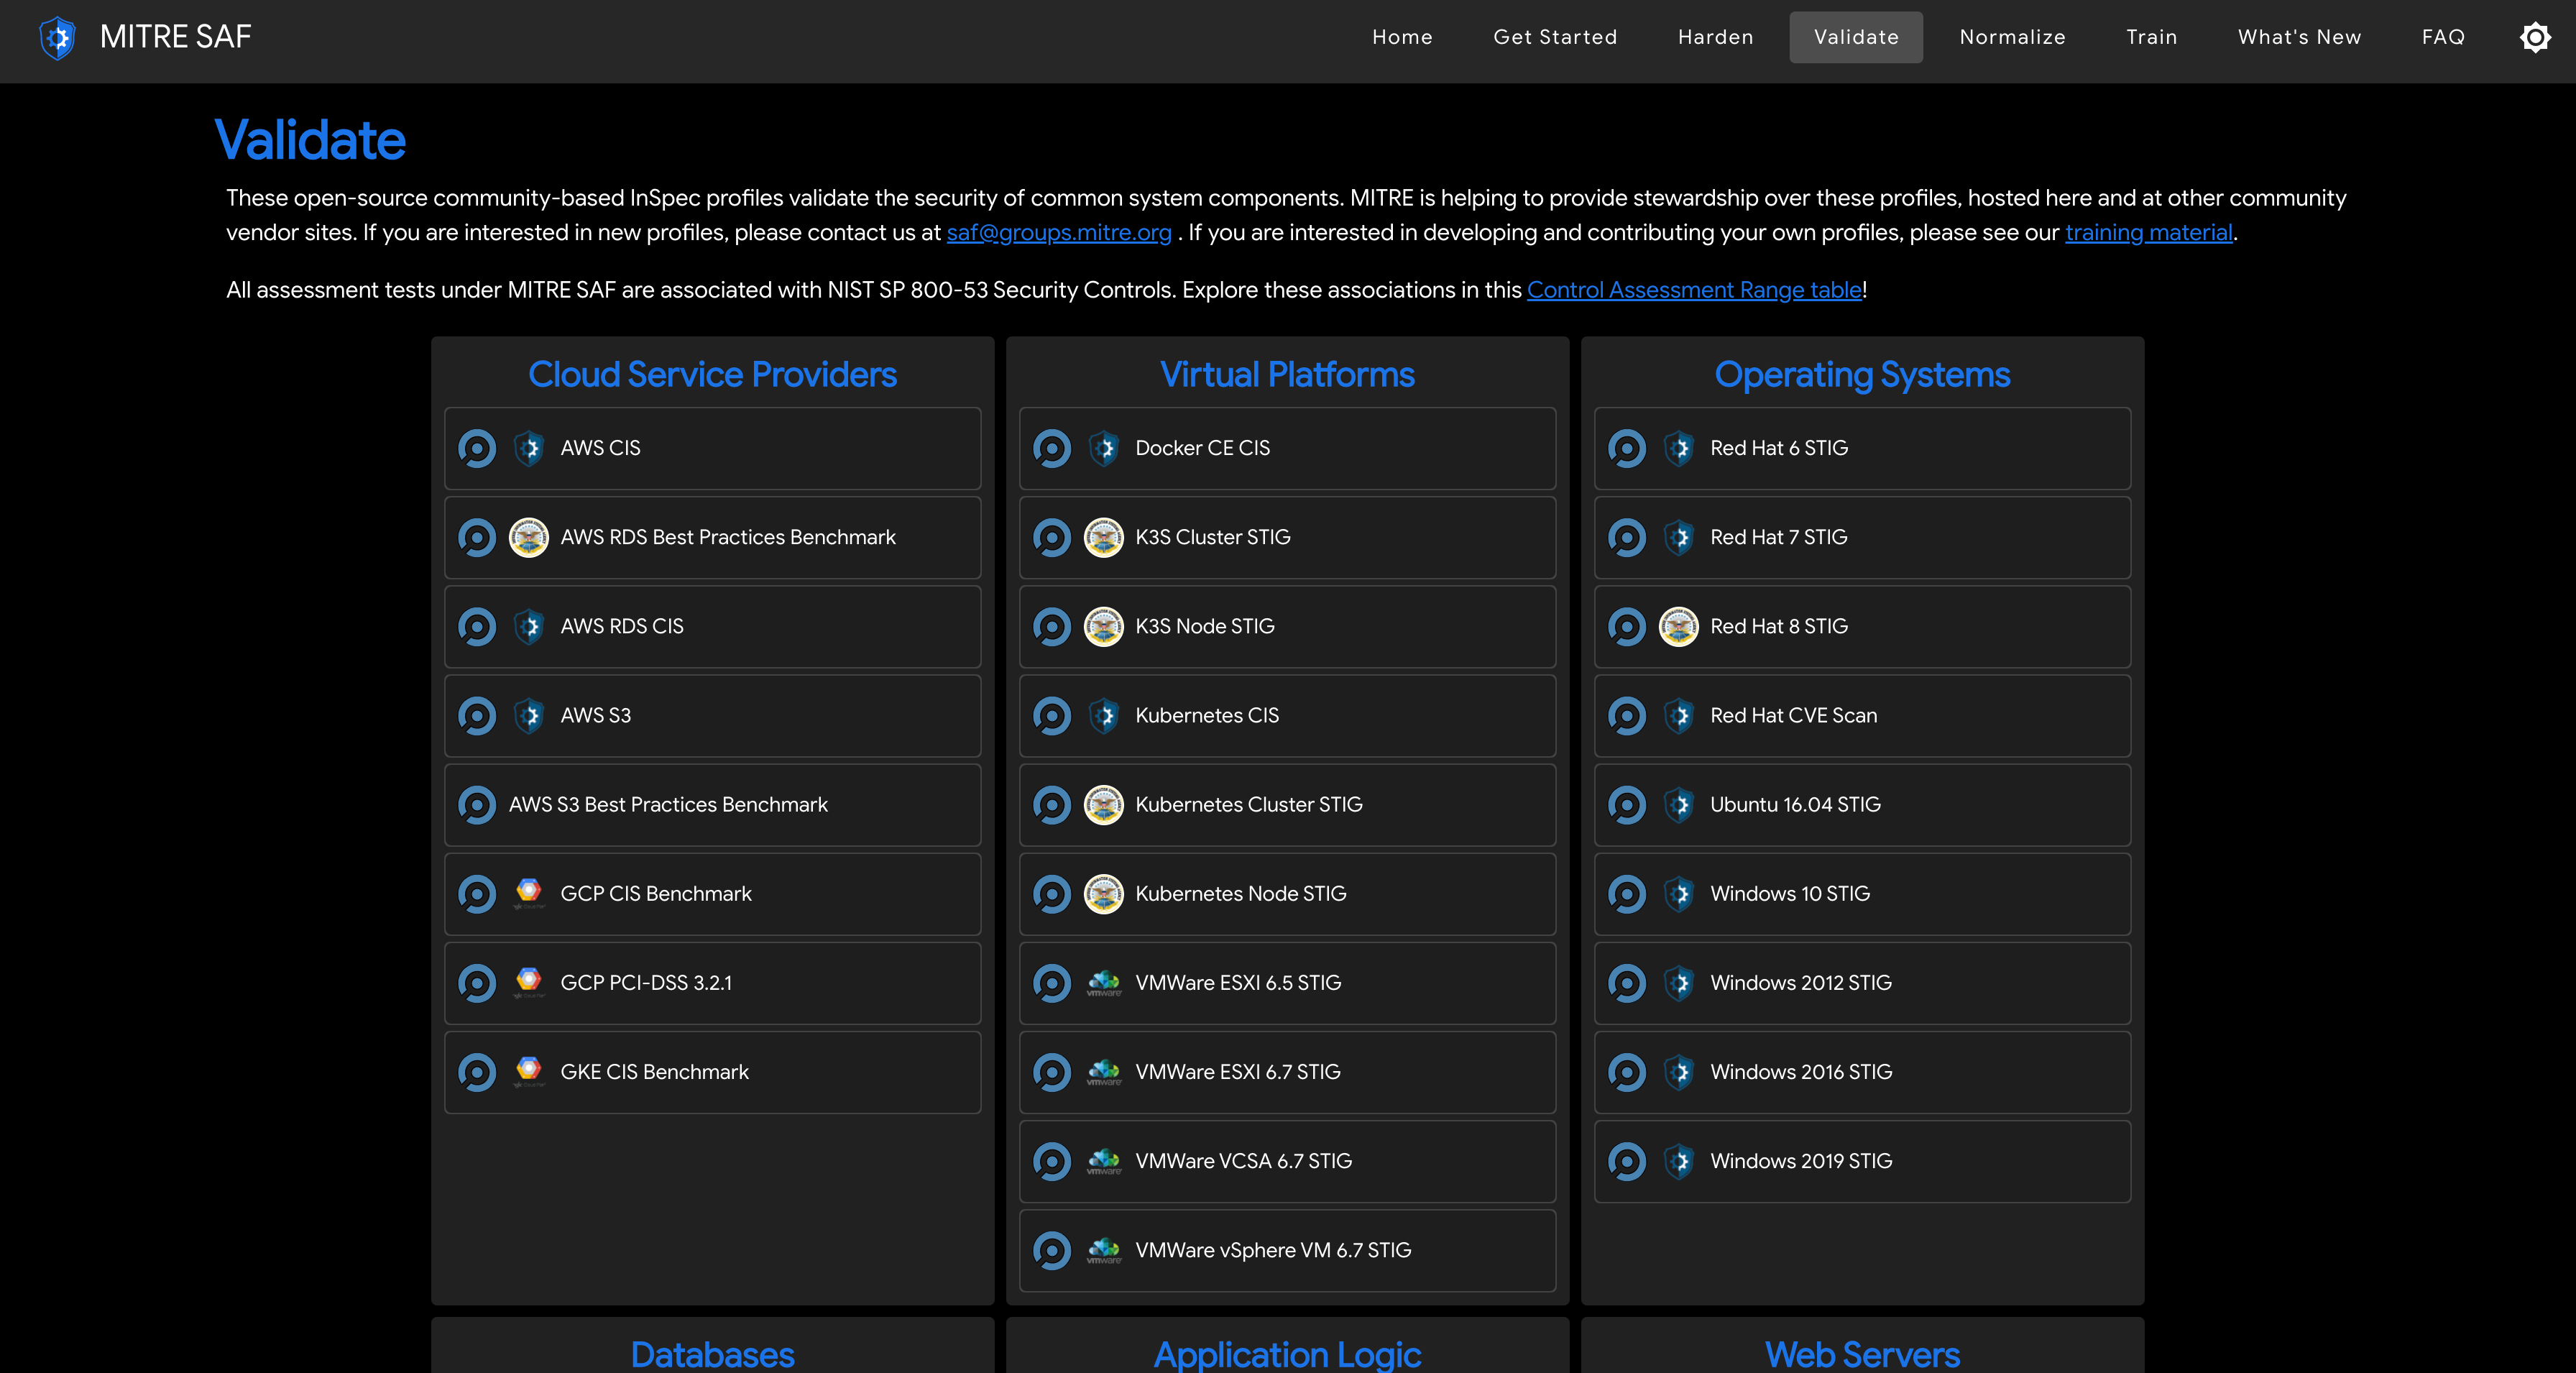 MITRE SAF
Home
Get Started
Harden
Validate
Normalize
Train
What's New
FAQ
Validate
These open-source community-based InSpec profiles validate the security of common system components. MITRE is helping to provide stewardship over these profiles, hosted here and at other community
vendor sites. If you are interested in new profiles, please contact us at saf@groups.mitre.org . If you are interested in developing and contributing your own profiles, please see our training material.
All assessment tests under MITRE SAF are associated with NIST SP 800-53 Security Controls. Explore these associations in this Control Assessment Range table!
Cloud Service Providers
AWS CIS
AWS RDS Best Practices Benchmark
AWS RDS CIS
AWS S3
AWS S3 Best Practices Benchmark
GCP CIS Benchmark
GCP PCI-DSS 3.2.1
GKE CIS Benchmark
Virtual Platforms
Docker CE CIS
K3S Cluster STIG
K3S Node STIG
Kubernetes CIS
Kubernetes Cluster STIG
Kubernetes Node STIG
vmware
VMWare ESXI 6.5 STIG
vmware
VMWare ESXI 6.7 STIG
vmware
VMWare VCSA 6.7 STIG
vmware
VMWare vSphere VM 6.7 STIG
Operating Systems
Red Hat 6 STIG
Red Hat 7 STIG
Red Hat 8 STIG
Red Hat CVE Scan
Ubuntu 16.04 STIG
Windows 10 STIG
Windows 2012 STIG
Windows 2016 STIG
Windows 2019 STIG
Databases
Application Logic
Web Servers